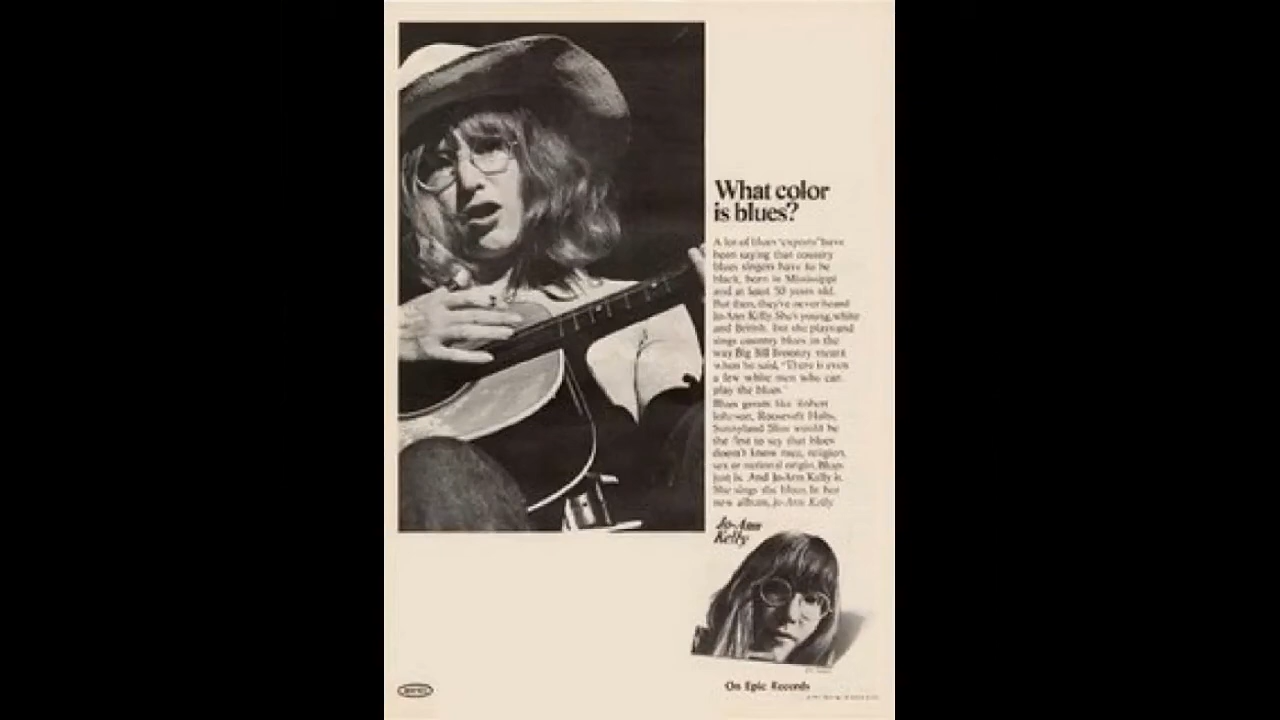 What color
is blues?
A lot of blues "experts" have
been saying that country
blues singers have to be
black, born in Mississippi
and at least 50 years old.
But then, they've never heard
Jo-Ann Kelly. She's young, white
and British, but she plays and
sings country blues in the
way Big Bill Broonzy meant
when he said, "There is even
a few white men who can
play the blues."
Blues greats like Robert
Johnson, Roosevelt Holts,
Sunnyland Slim would be
the first to say that blues
doesn't know race, religion,
sex or national origin. Blues
just is. And Jo-Ann Kelly is.
She sings the blues. In her
new album, Jo-Ann Kelly.
Jo-Ann
Kelly
On Epic Records